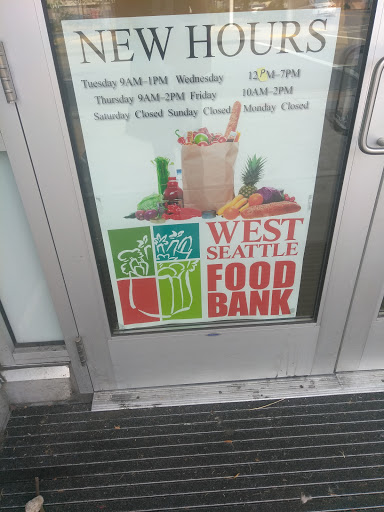 NEW HOURS
Tuesday 9AM–1PM Wednesday 12PM–7PM
Thursday 9AM–2PM Friday 10AM–2PM
Saturday Closed Sunday Closed Monday Closed
WEST
SEATTLE
FOOD
BANK